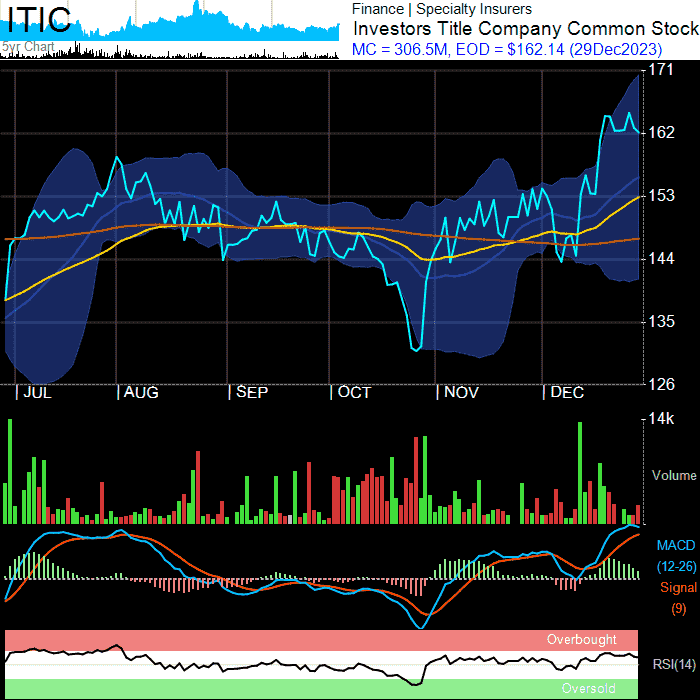 ITIC
5yr Chart
Finance | Specialty Insurers
Investors Title Company Common Stock
MC = 306.5M, EOD = $162.14 (29Dec2023)
171
162
153
144
135
126
| JUL | AUG | SEP | OCT | NOV | DEC
14k
Volume
MACD
(12-26)
Signal
(9)
Overbought
RSI(14)
Oversold